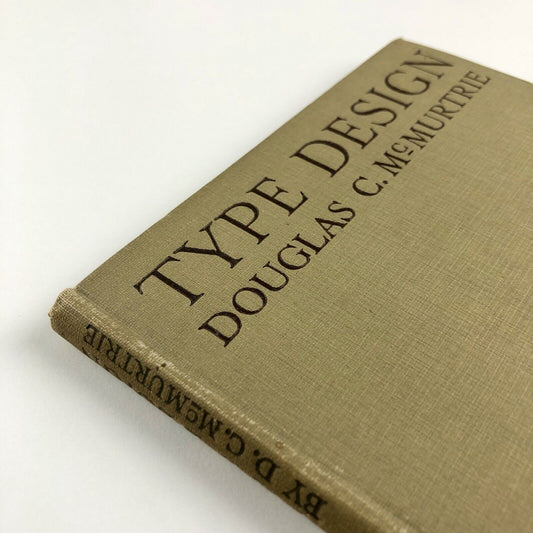 TYPE DESIGN
DOUGLAS C. McMURTRIE
BY D. C. McMURTRIE